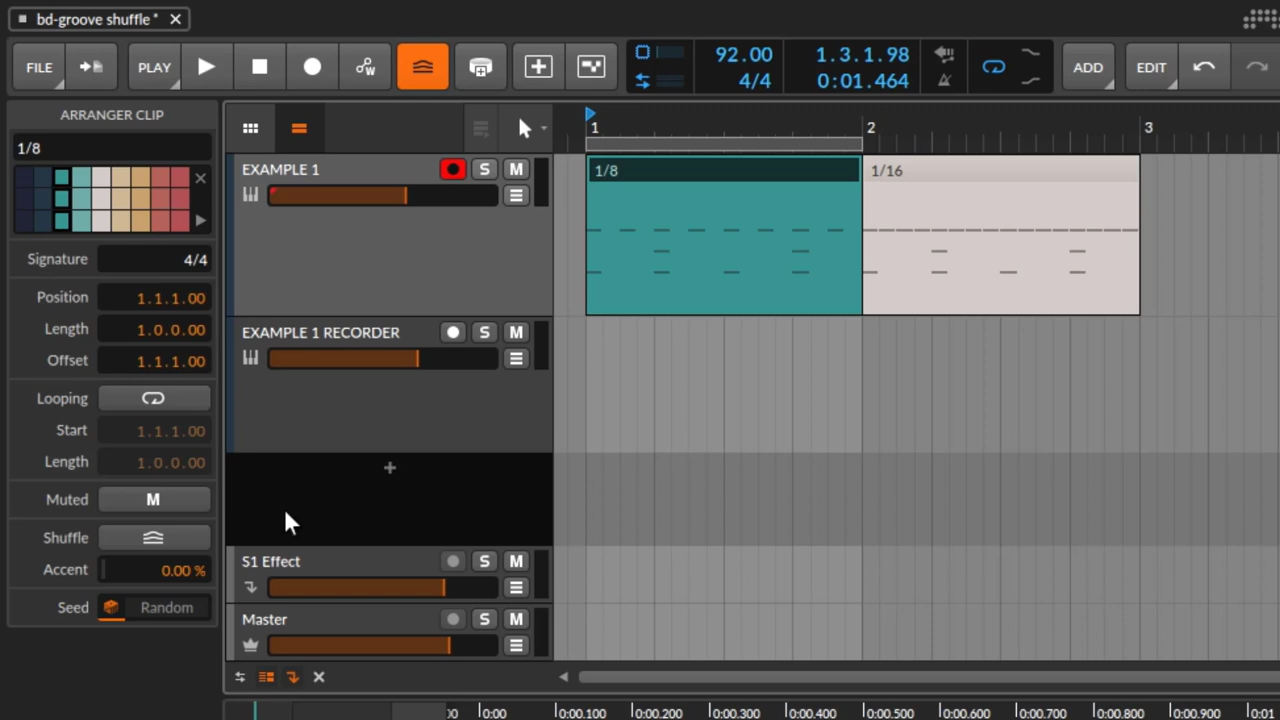 bd-groove shuffle*
FILE PLAY 92.00 1.3.1.98 ADD EDIT
4/4 0:01.464
ARRANGER CLIP
1/8
Signature 4/4
Position 1.1.1.00
Length 1.0.0.00
Offset 1.1.1.00
Looping
Start 1.1.1.00
Length 1.0.0.00
Muted M
Shuffle
Accent 0.00 %
Seed Random
1 2 3
EXAMPLE 1 S M
1/8 1/16
EXAMPLE 1 RECORDER S M
S1 Effect S M
Master S M
0:00 0:00.100 0:00.200 0:00.300 0:00.400 0:00.500 0:00.600 0:00.700 0:00.800 0:00.900 0:01